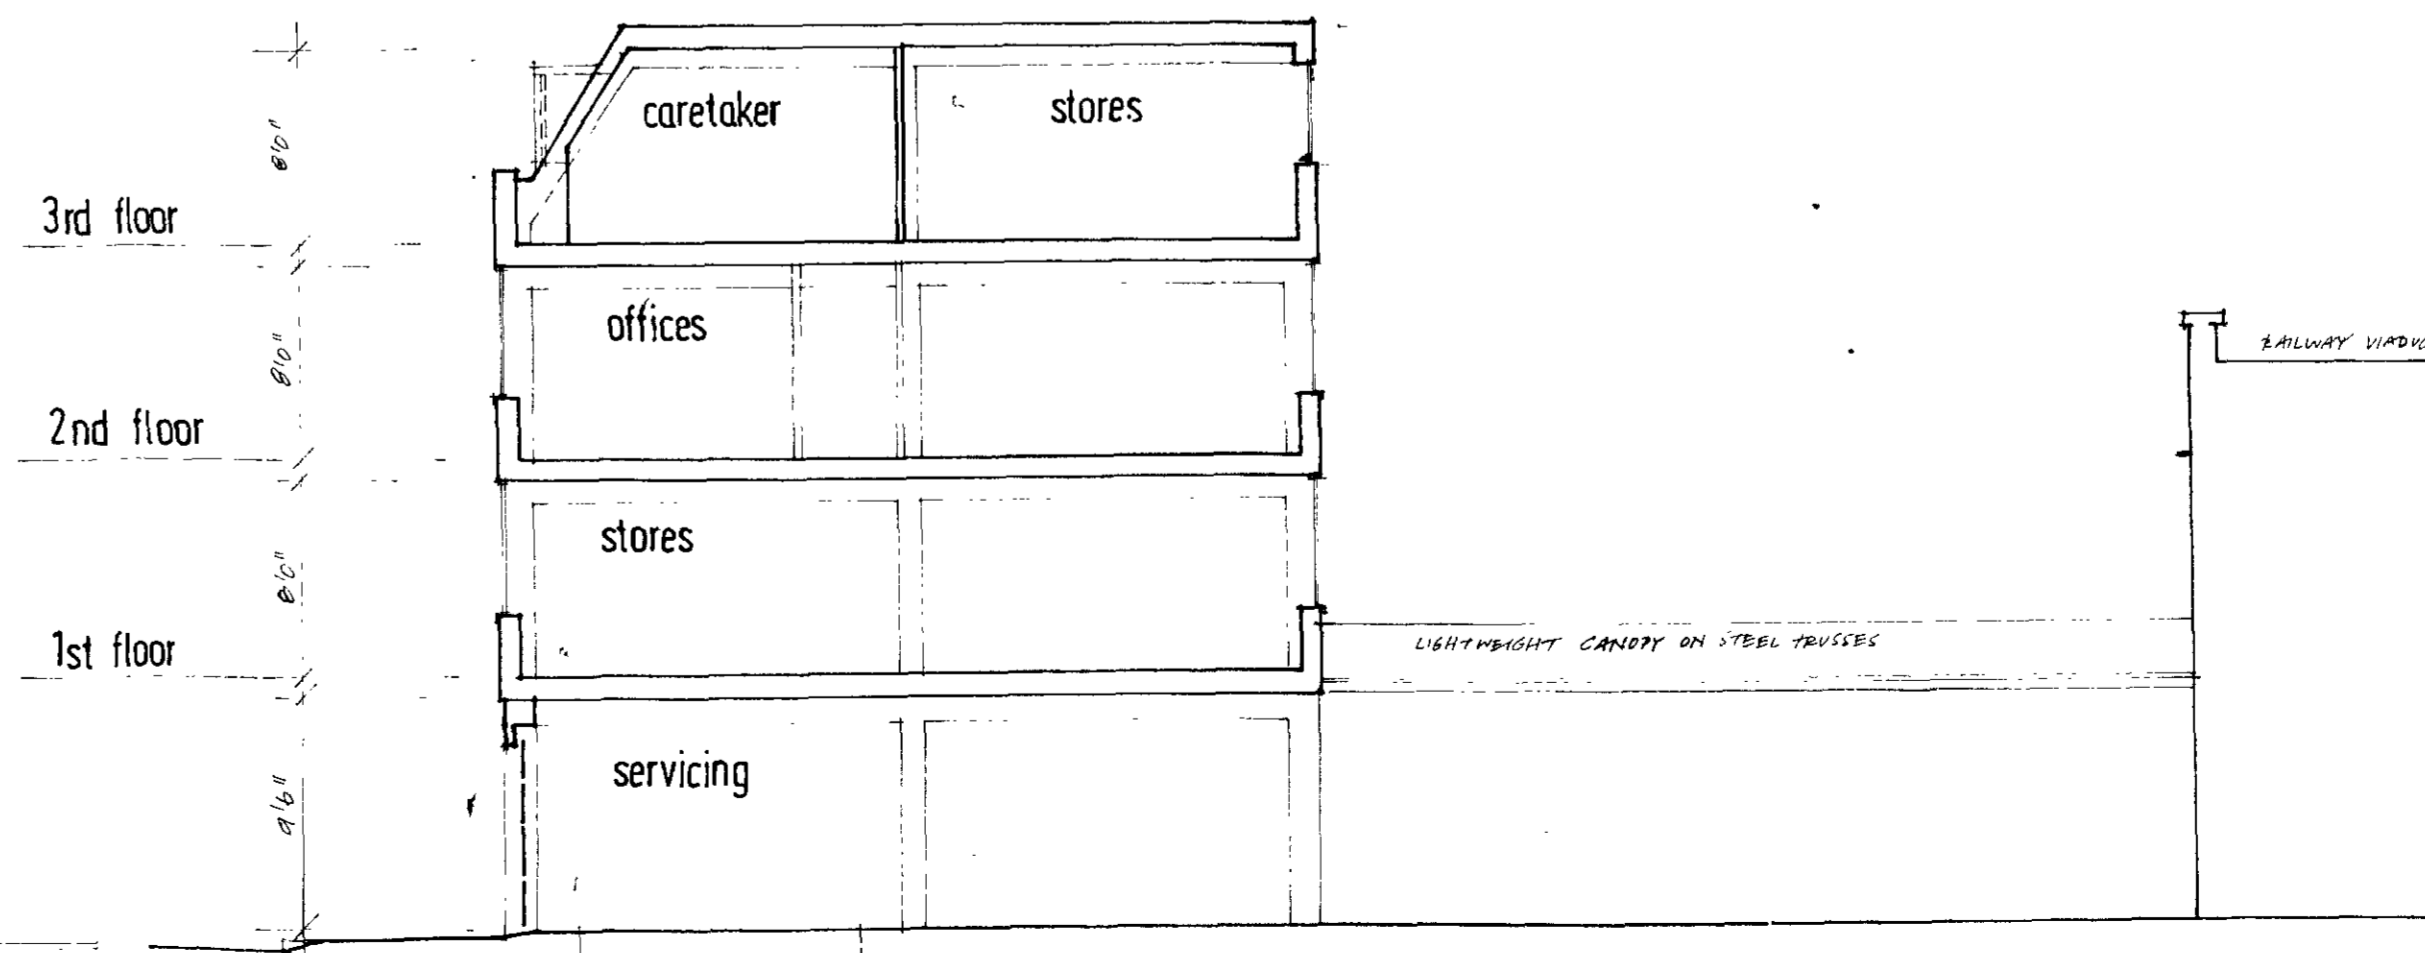 caretaker stores
8'0"
3rd floor
offices
8'0"
RAILWAY
2nd floor
stores
8'0"
1st floor
LIGHTWEIGHT CANOPY ON STEEL TRUSSES
servicing
9'6"